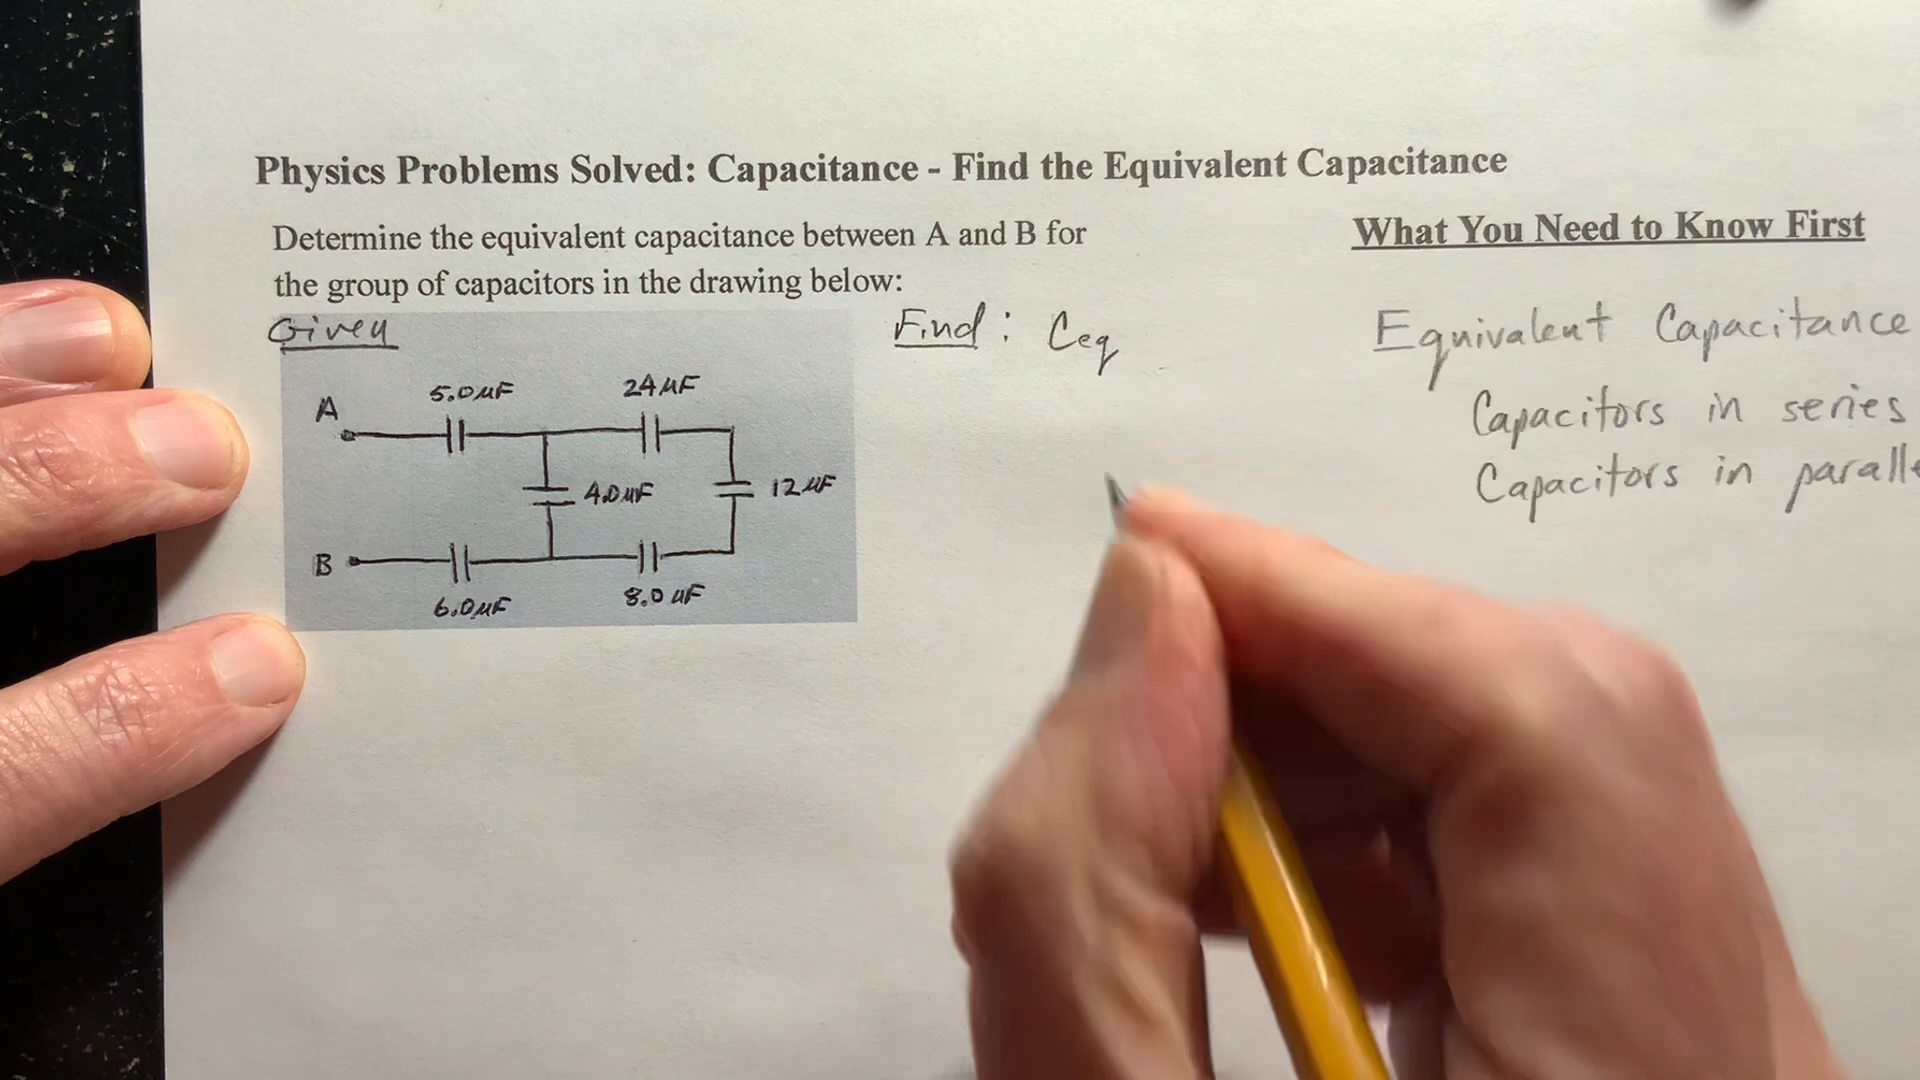 Physics Problems Solved: Capacitance - Find the Equivalent Capacitance
Determine the equivalent capacitance between A and B for
the group of capacitors in the drawing below:
Given
A
5.0μF
24μF
4.0μF
12μF
B
6.0μF
8.0μF
Find: Ceq
What You Need to Know First
Equivalent Capacitance
Capacitors in series
Capacitors in paralle